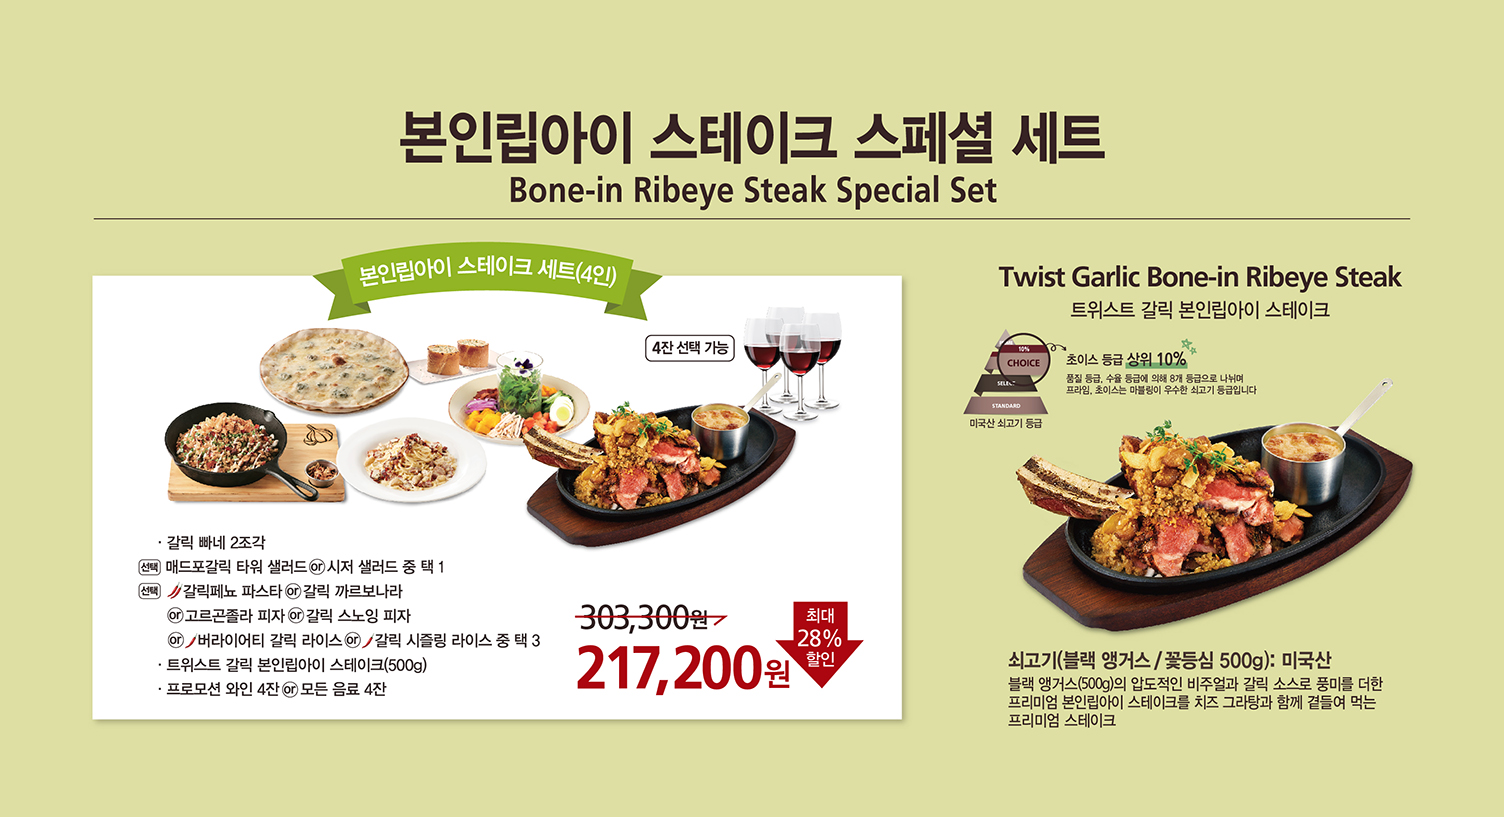 본인립아이 스테이크 스페셜 세트
Bone-in Ribeye Steak Special Set
본인립아이 스테이크 세트(4인)
4잔 선택 가능
· 갈릭 빠네 2조각
선택 매드포갈릭 타워 샐러드 or 시저 샐러드 중 택 1
선택 갈릭페뇨 파스타 or 갈릭 까르보나라
or 고르곤졸라 피자 or 갈릭 스노잉 피자
or 버라이어티 갈릭 라이스 or 갈릭 시즐링 라이스 중 택 3
· 트위스트 갈릭 본인립아이 스테이크(500g)
· 프로모션 와인 4잔 or 모든 음료 4잔
303,300원
217,200원
최대
28%
할인
Twist Garlic Bone-in Ribeye Steak
트위스트 갈릭 본인립아이 스테이크
10%
CHOICE
SELECT
STANDARD
미국산 쇠고기 등급
초이스 등급 상위 10%
품질 등급, 수율 등급에 의해 8개 등급으로 나뉘며
프라임, 초이스는 마블링이 우수한 쇠고기 등급입니다
쇠고기(블랙 앵거스 / 꽃등심 500g): 미국산
블랙 앵거스(500g)의 압도적인 비주얼과 갈릭 소스로 풍미를 더한
프리미엄 본인립아이 스테이크를 치즈 그라탕과 함께 곁들여 먹는
프리미엄 스테이크